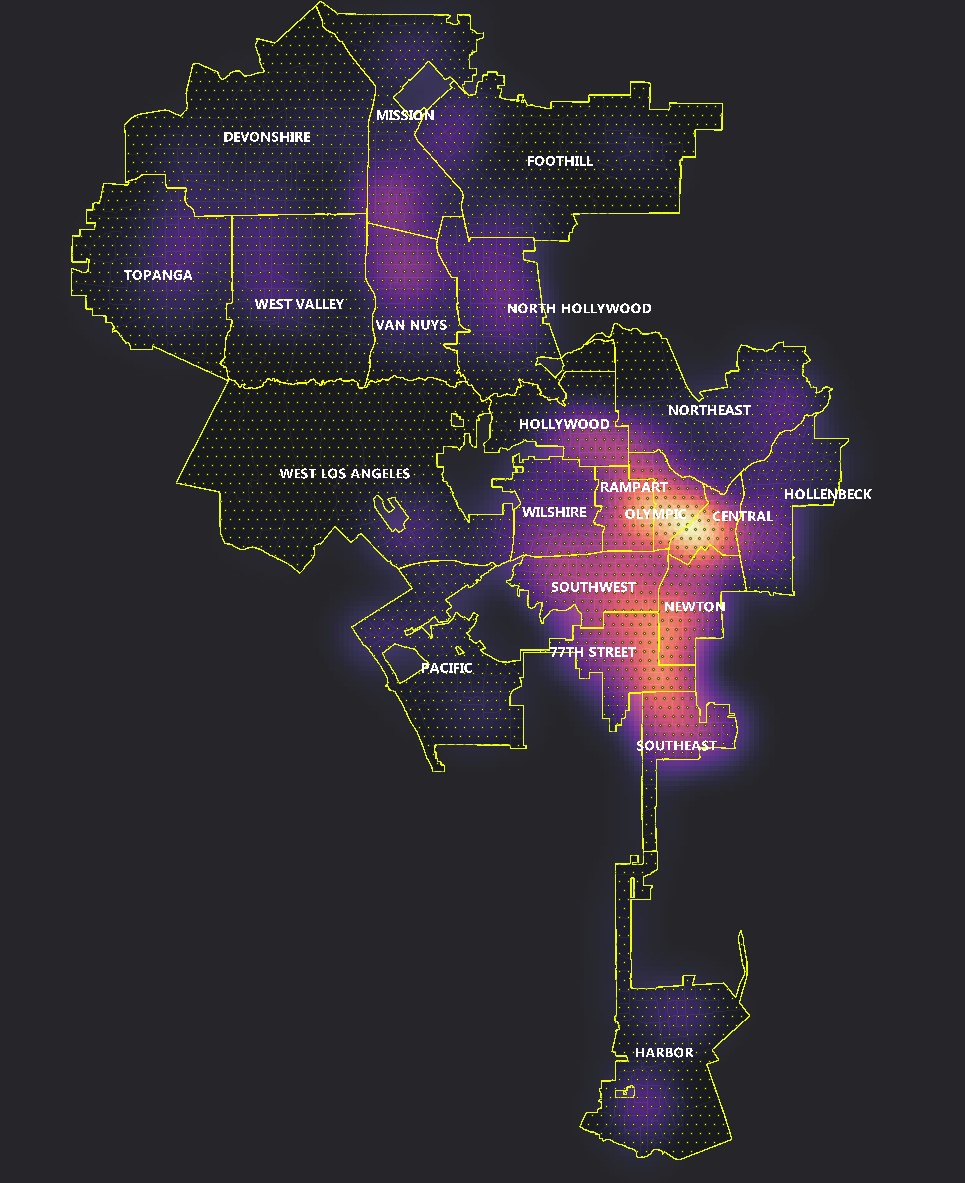 MISSION
DEVONSHIRE
FOOTHILL
TOPANGA
WEST VALLEY
NORTH HOLLYWOOD
VAN NUYS
NORTHEAST
HOLLYWOOD
WEST LOS ANGELES
RAMPART
HOLLENBECK
WILSHIRE
OLYMPIC
CENTRAL
SOUTHWEST
NEWTON
77TH STREET
PACIFIC
SOUTHEAST
HARBOR